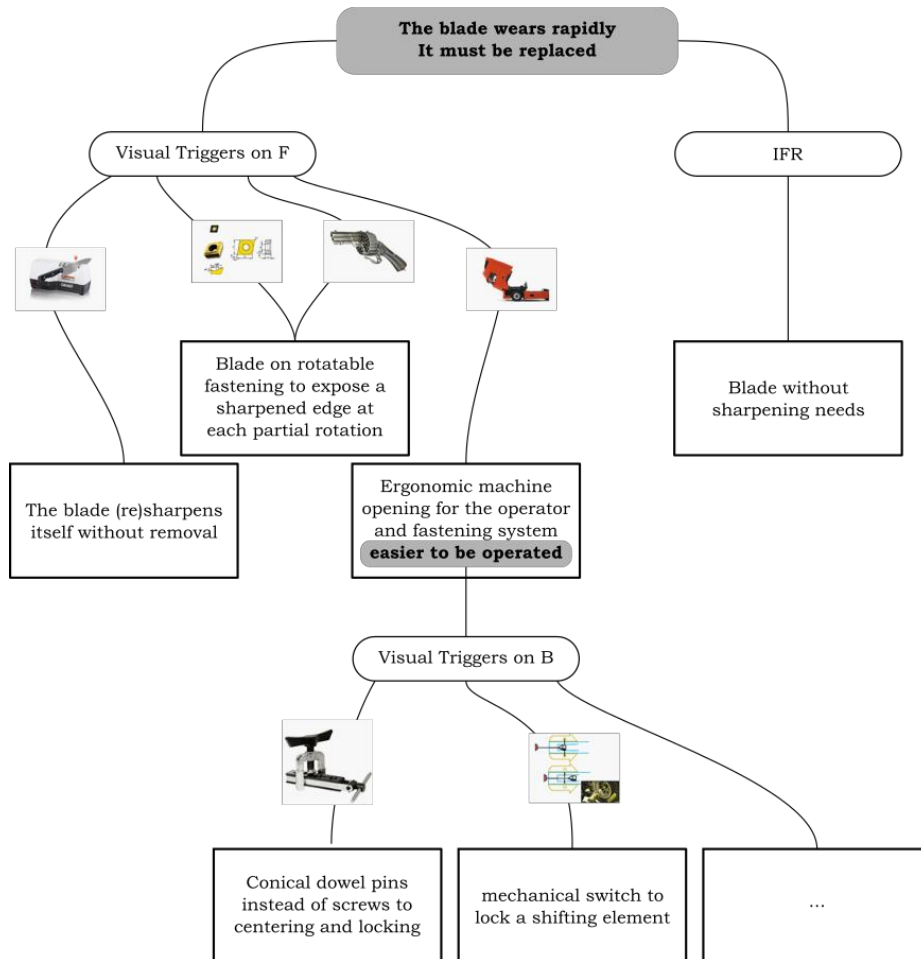 The blade wears rapidly
It must be replaced
Visual Triggers on F
IFR
Blade on rotatable
fastening to expose a
sharpened edge at
each partial rotation
Blade without
sharpening needs
The blade (re)sharpens
itself without removal
Ergonomic machine
opening for the operator
and fastening system
easier to be operated
Visual Triggers on B
Conical dowel pins
instead of screws to
centering and locking
mechanical switch to
lock a shifting element
...